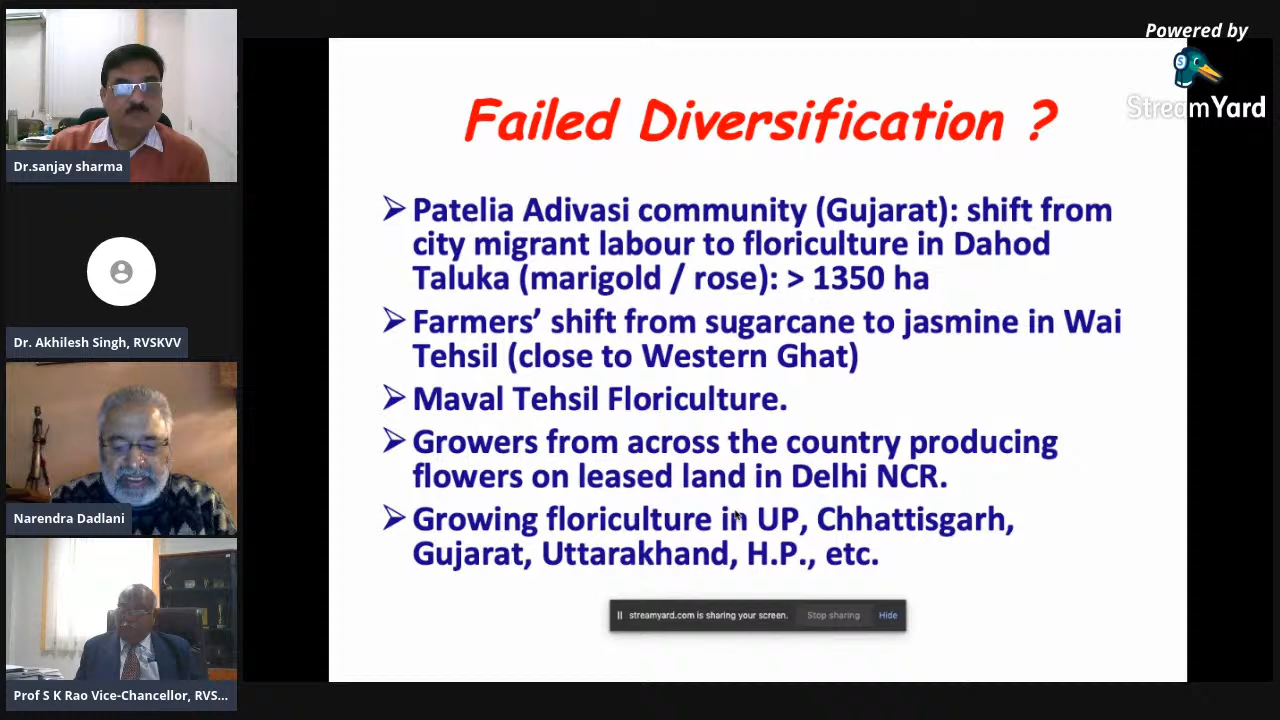 Powered by
StreamYard
Dr.sanjay sharma
Dr. Akhilesh Singh, RVSKVV
Narendra Dadlani
Prof S K Rao Vice-Chancellor, RVS...
Failed Diversification ?
➢ Patelia Adivasi community (Gujarat): shift from
city migrant labour to floriculture in Dahod
Taluka (marigold / rose): > 1350 ha
➢ Farmers’ shift from sugarcane to jasmine in Wai
Tehsil (close to Western Ghat)
➢ Maval Tehsil Floriculture.
➢ Growers from across the country producing
flowers on leased land in Delhi NCR.
➢ Growing floriculture in UP, Chhattisgarh,
Gujarat, Uttarakhand, H.P., etc.
streamyard.com is sharing your screen. Stop sharing Hide